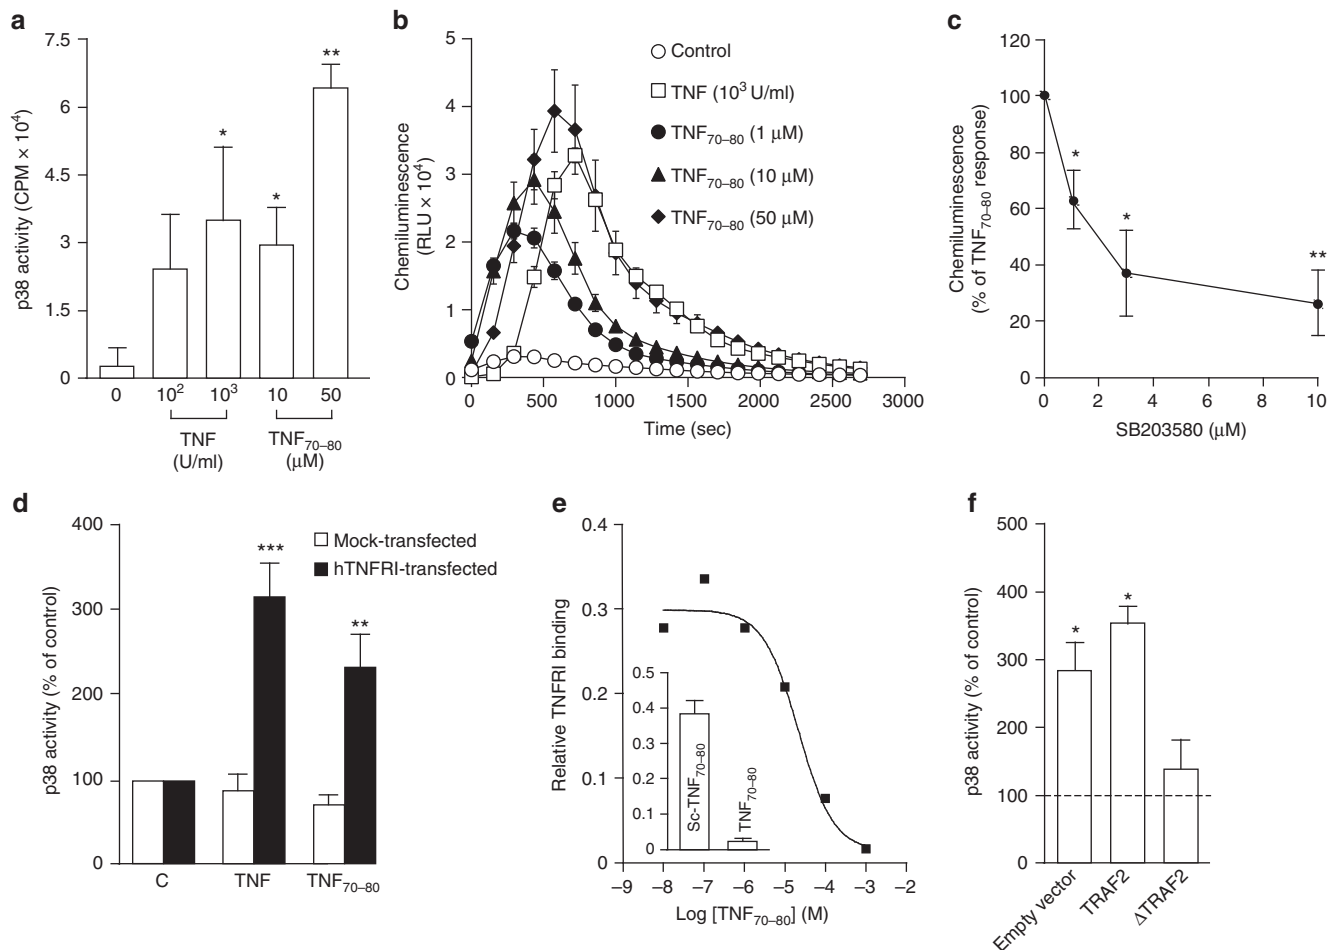 a
p38 activity (CPM × 10⁴)
7.5
6
4.5
3
1.5
0
*
*
**
0 10² 10³ 10 50
TNF
(U/ml)
TNF₇₀₋₈₀
(μM)
b
Chemiluminescence
(RLU × 10⁴)
5
4
3
2
1
0
0 500 1000 1500 2000 2500 3000
Time (sec)
Control
TNF (10³ U/ml)
TNF₇₀₋₈₀ (1 μM)
TNF₇₀₋₈₀ (10 μM)
TNF₇₀₋₈₀ (50 μM)
c
Chemiluminescence
(% of TNF₇₀₋₈₀ response)
120
100
80
60
40
20
0
*
*
**
0 2 4 6 8 10
SB203580 (μM)
d
p38 activity (% of control)
400
300
200
100
0
***
**
Mock-transfected
hTNFRI-transfected
C TNF TNF₇₀₋₈₀
e
Relative TNFRI binding
0.4
0.3
0.2
0.1
0
0.5
0.4
0.3
0.2
0.1
0
Sc-TNF₇₀₋₈₀
TNF₇₀₋₈₀
–9 –8 –7 –6 –5 –4 –3 –2
Log [TNF₇₀₋₈₀] (M)
f
p38 activity (% of control)
500
400
300
200
100
0
*
*
Empty vector
TRAF2
ΔTRAF2